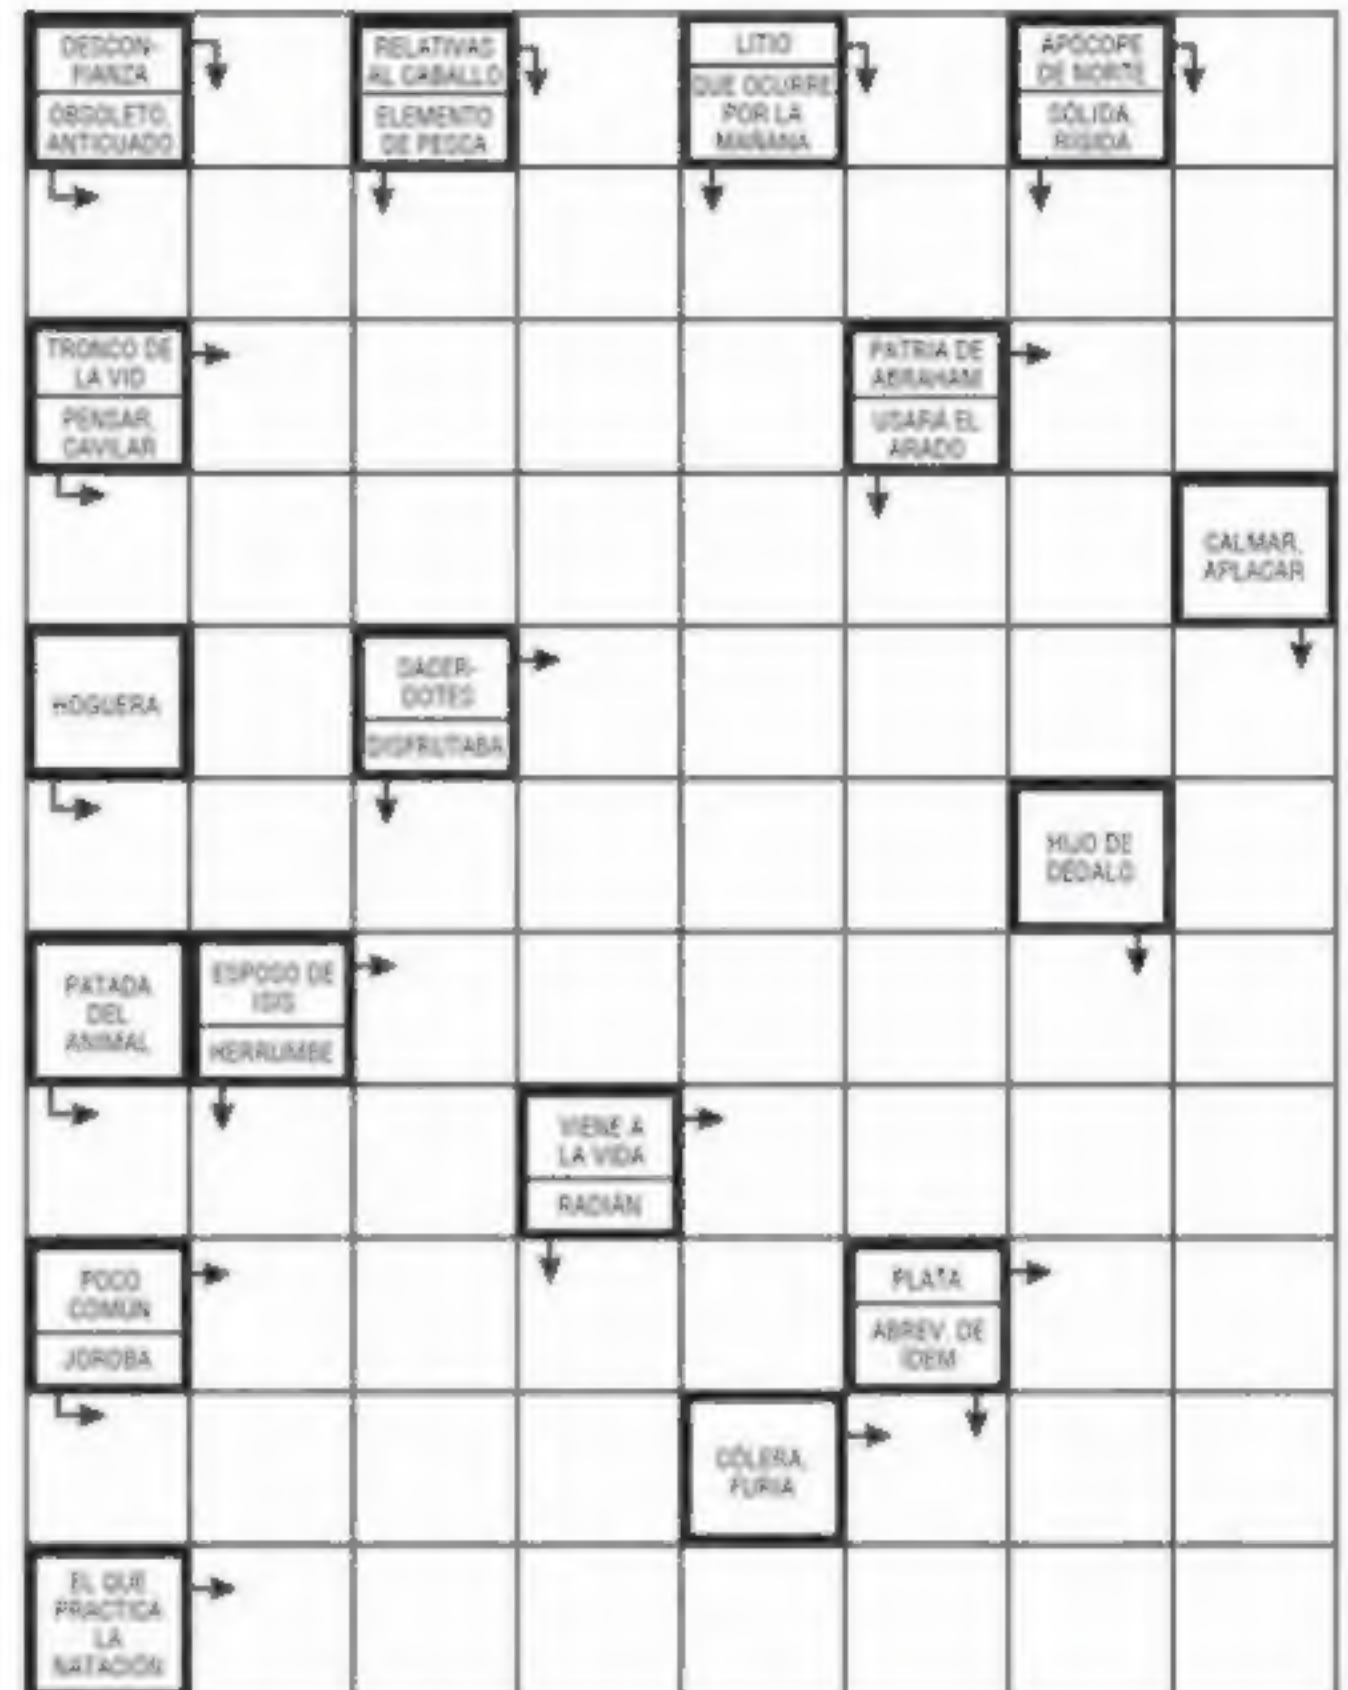 DESCON-
FIANZA
OBSOLETO,
ANTICUADO
RELATIVAS
AL CABALLO
ELEMENTO
DE PESCA
LITIO
QUE OCURRE
POR LA
MAÑANA
APÓCOPE
DE NORTE
SÓLIDA,
RÍGIDA
TRONCO DE
LA VID
PENSAR,
CAVILAR
PATRIA DE
ABRAHAM
USARÁ EL
ARADO
CALMAR,
APLACAR
HOGUERA
SACER-
DOTES
DISFRUTABA
HIJO DE
DÉDALO
PATADA
DEL
ANIMAL
ESPOSO DE
ISIS
HERRUMBE
VIENE A
LA VIDA
RADIÁN
POCO
COMÚN
JOROBA
PLATA
ABREV. DE
ÍDEM
CÓLERA,
FURIA
EL QUE
PRACTICA
LA
NATACIÓN